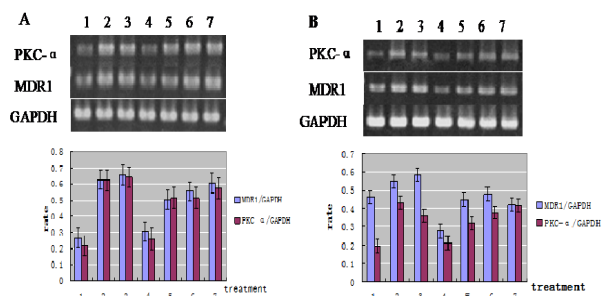 A
1 2 3 4 5 6 7
PKC-α
MDR1
GAPDH
0.8
0.7
0.6
0.5
0.4
0.3
0.2
0.1
0
rate
MDR1/GAPDH
PKC α/GAPDH
1 2 3 4 5 6 7
treatment
B
1 2 3 4 5 6 7
PKC-α
MDR1
GAPDH
0.7
0.6
0.5
0.4
0.3
0.2
0.1
0
rate
MDR1/GAPDH
PKC-α/GAPDH
1 2 3 4 5 6 7
treatment